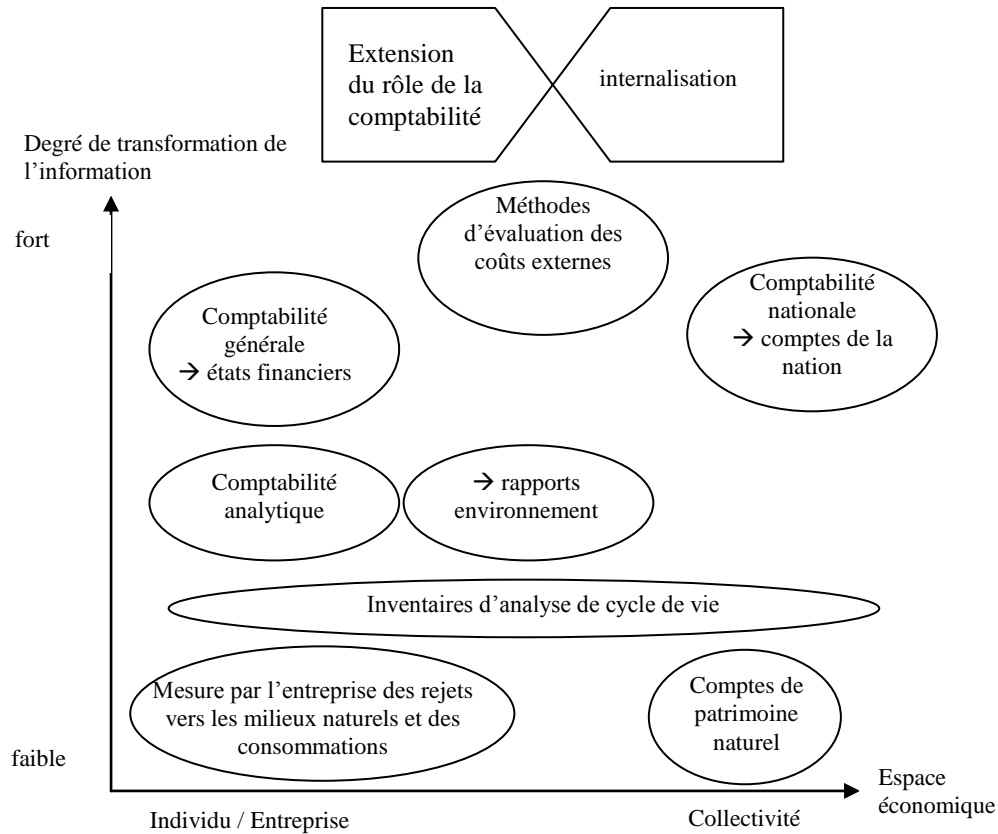 Extension
du rôle de la
comptabilité
internalisation
Degré de transformation de
l’information
fort
Méthodes
d’évaluation des
coûts externes
Comptabilité
nationale
→ comptes de la
nation
Comptabilité
générale
→ états financiers
Comptabilité
analytique
→ rapports
environnement
Inventaires d’analyse de cycle de vie
Mesure par l’entreprise des rejets
vers les milieux naturels et des
consommations
Comptes de
patrimoine
naturel
faible
Espace
économique
Individu / Entreprise
Collectivité